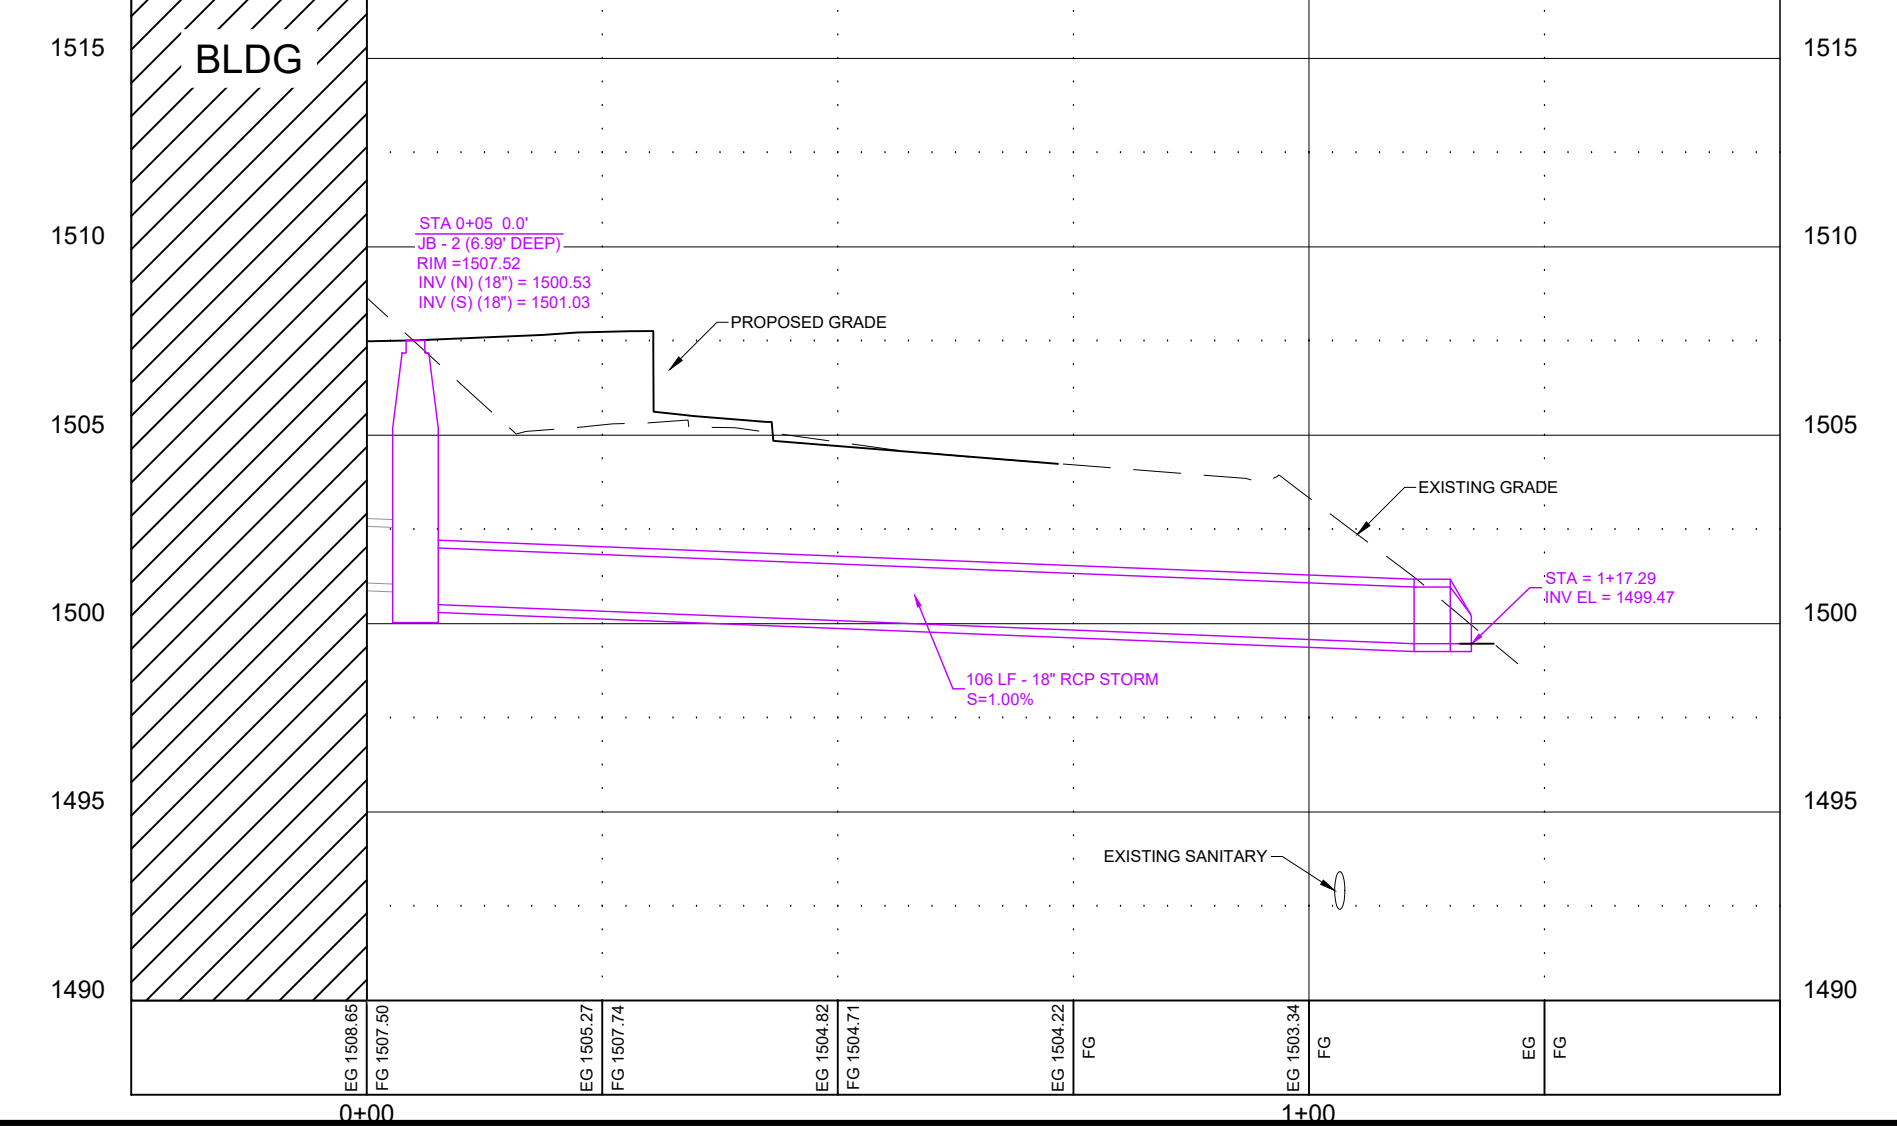 BLDG
1515
1515
1510
1510
1505
1505
1500
1500
1495
1495
1490
1490
STA 0+05 0.0'
JB - 2 (6.99' DEEP)
RIM =1507.52
INV (N) (18") = 1500.53
INV (S) (18") = 1501.03
PROPOSED GRADE
EXISTING GRADE
STA = 1+17.29
INV EL = 1499.47
106 LF - 18" RCP STORM
S=1.00%
EXISTING SANITARY
EG 1508.65
FG 1507.50
EG 1505.27
FG 1507.74
EG 1504.82
FG 1504.71
EG 1504.22
FG
EG 1503.34
FG
EG
FG
0+00
1+00